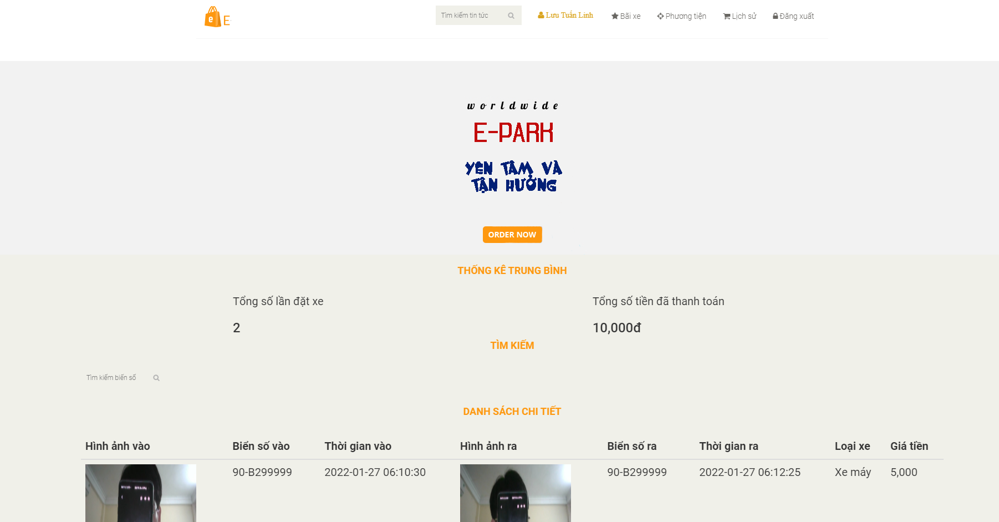 E-
Tìm kiếm tin tức
Lưu Tuấn Linh
Bãi xe
Phương tiện
Lịch sử
Đăng xuất
worldwide
E-PARK
YÊN TÂM VÀ
TẬN HƯỞNG
ORDER NOW
THỐNG KÊ TRUNG BÌNH
Tổng số lần đặt xe
Tổng số tiền đã thanh toán
2
10,000đ
TÌM KIẾM
Tìm kiếm biển số
DANH SÁCH CHI TIẾT
Hình ảnh vào Biển số vào Thời gian vào Hình ảnh ra Biển số ra Thời gian ra Loại xe Giá tiền
90-B299999 2022-01-27 06:10:30 90-B299999 2022-01-27 06:12:25 Xe máy 5,000